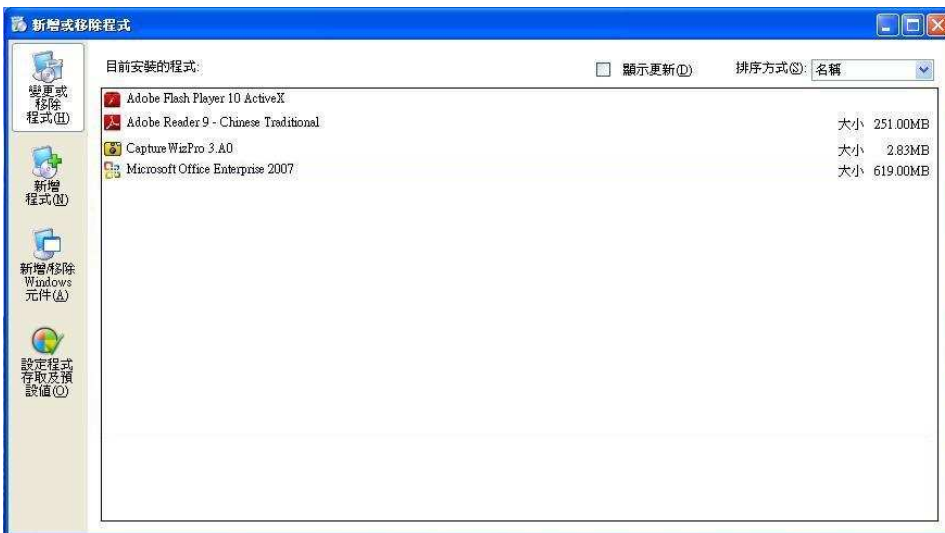 新增或移除程式
變更或
移除
程式(H)
新增
程式(N)
新增/移除
Windows
元件(A)
設定程式
存取及預
設值(O)
目前安裝的程式:
顯示更新(D)
排序方式(S): 名稱
Adobe Flash Player 10 ActiveX
Adobe Reader 9 - Chinese Traditional 大小 251.00MB
CaptureWizPro 3.A0 大小 2.83MB
Microsoft Office Enterprise 2007 大小 619.00MB